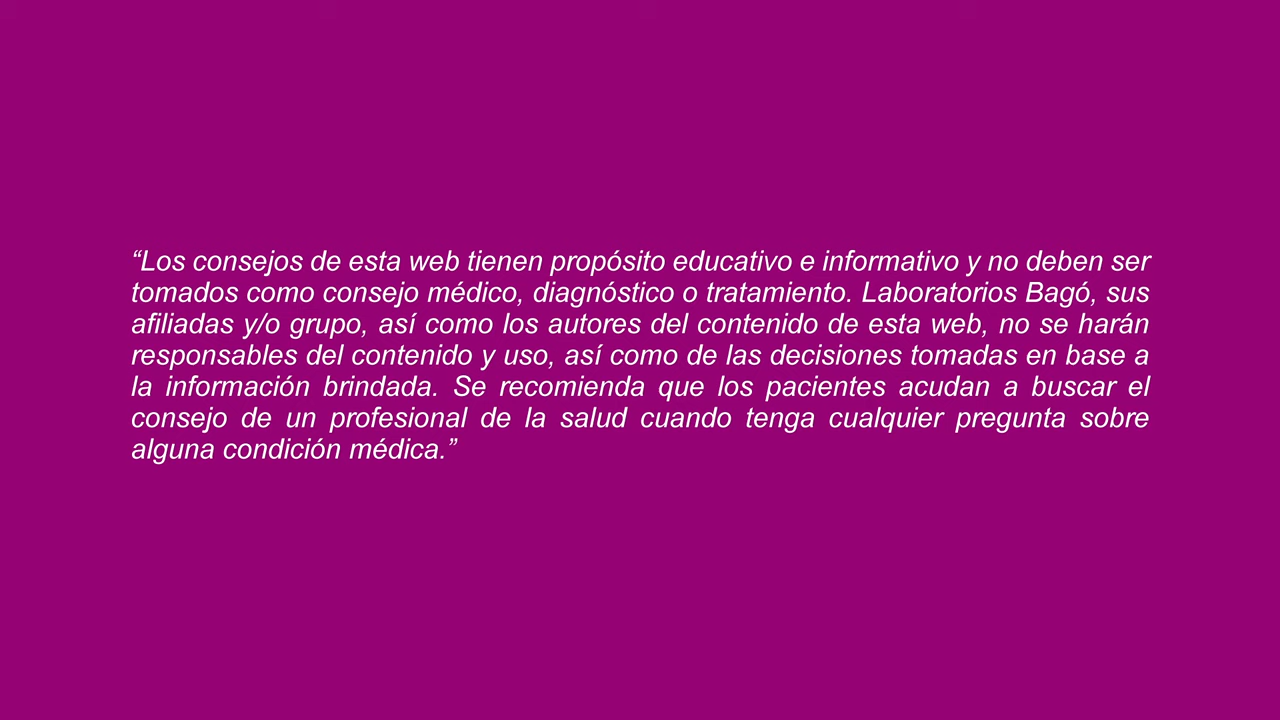 “Los consejos de esta web tienen propósito educativo e informativo y no deben ser
tomados como consejo médico, diagnóstico o tratamiento. Laboratorios Bagó, sus
afiliadas y/o grupo, así como los autores del contenido de esta web, no se harán
responsables del contenido y uso, así como de las decisiones tomadas en base a
la información brindada. Se recomienda que los pacientes acudan a buscar el
consejo de un profesional de la salud cuando tenga cualquier pregunta sobre
alguna condición médica.”